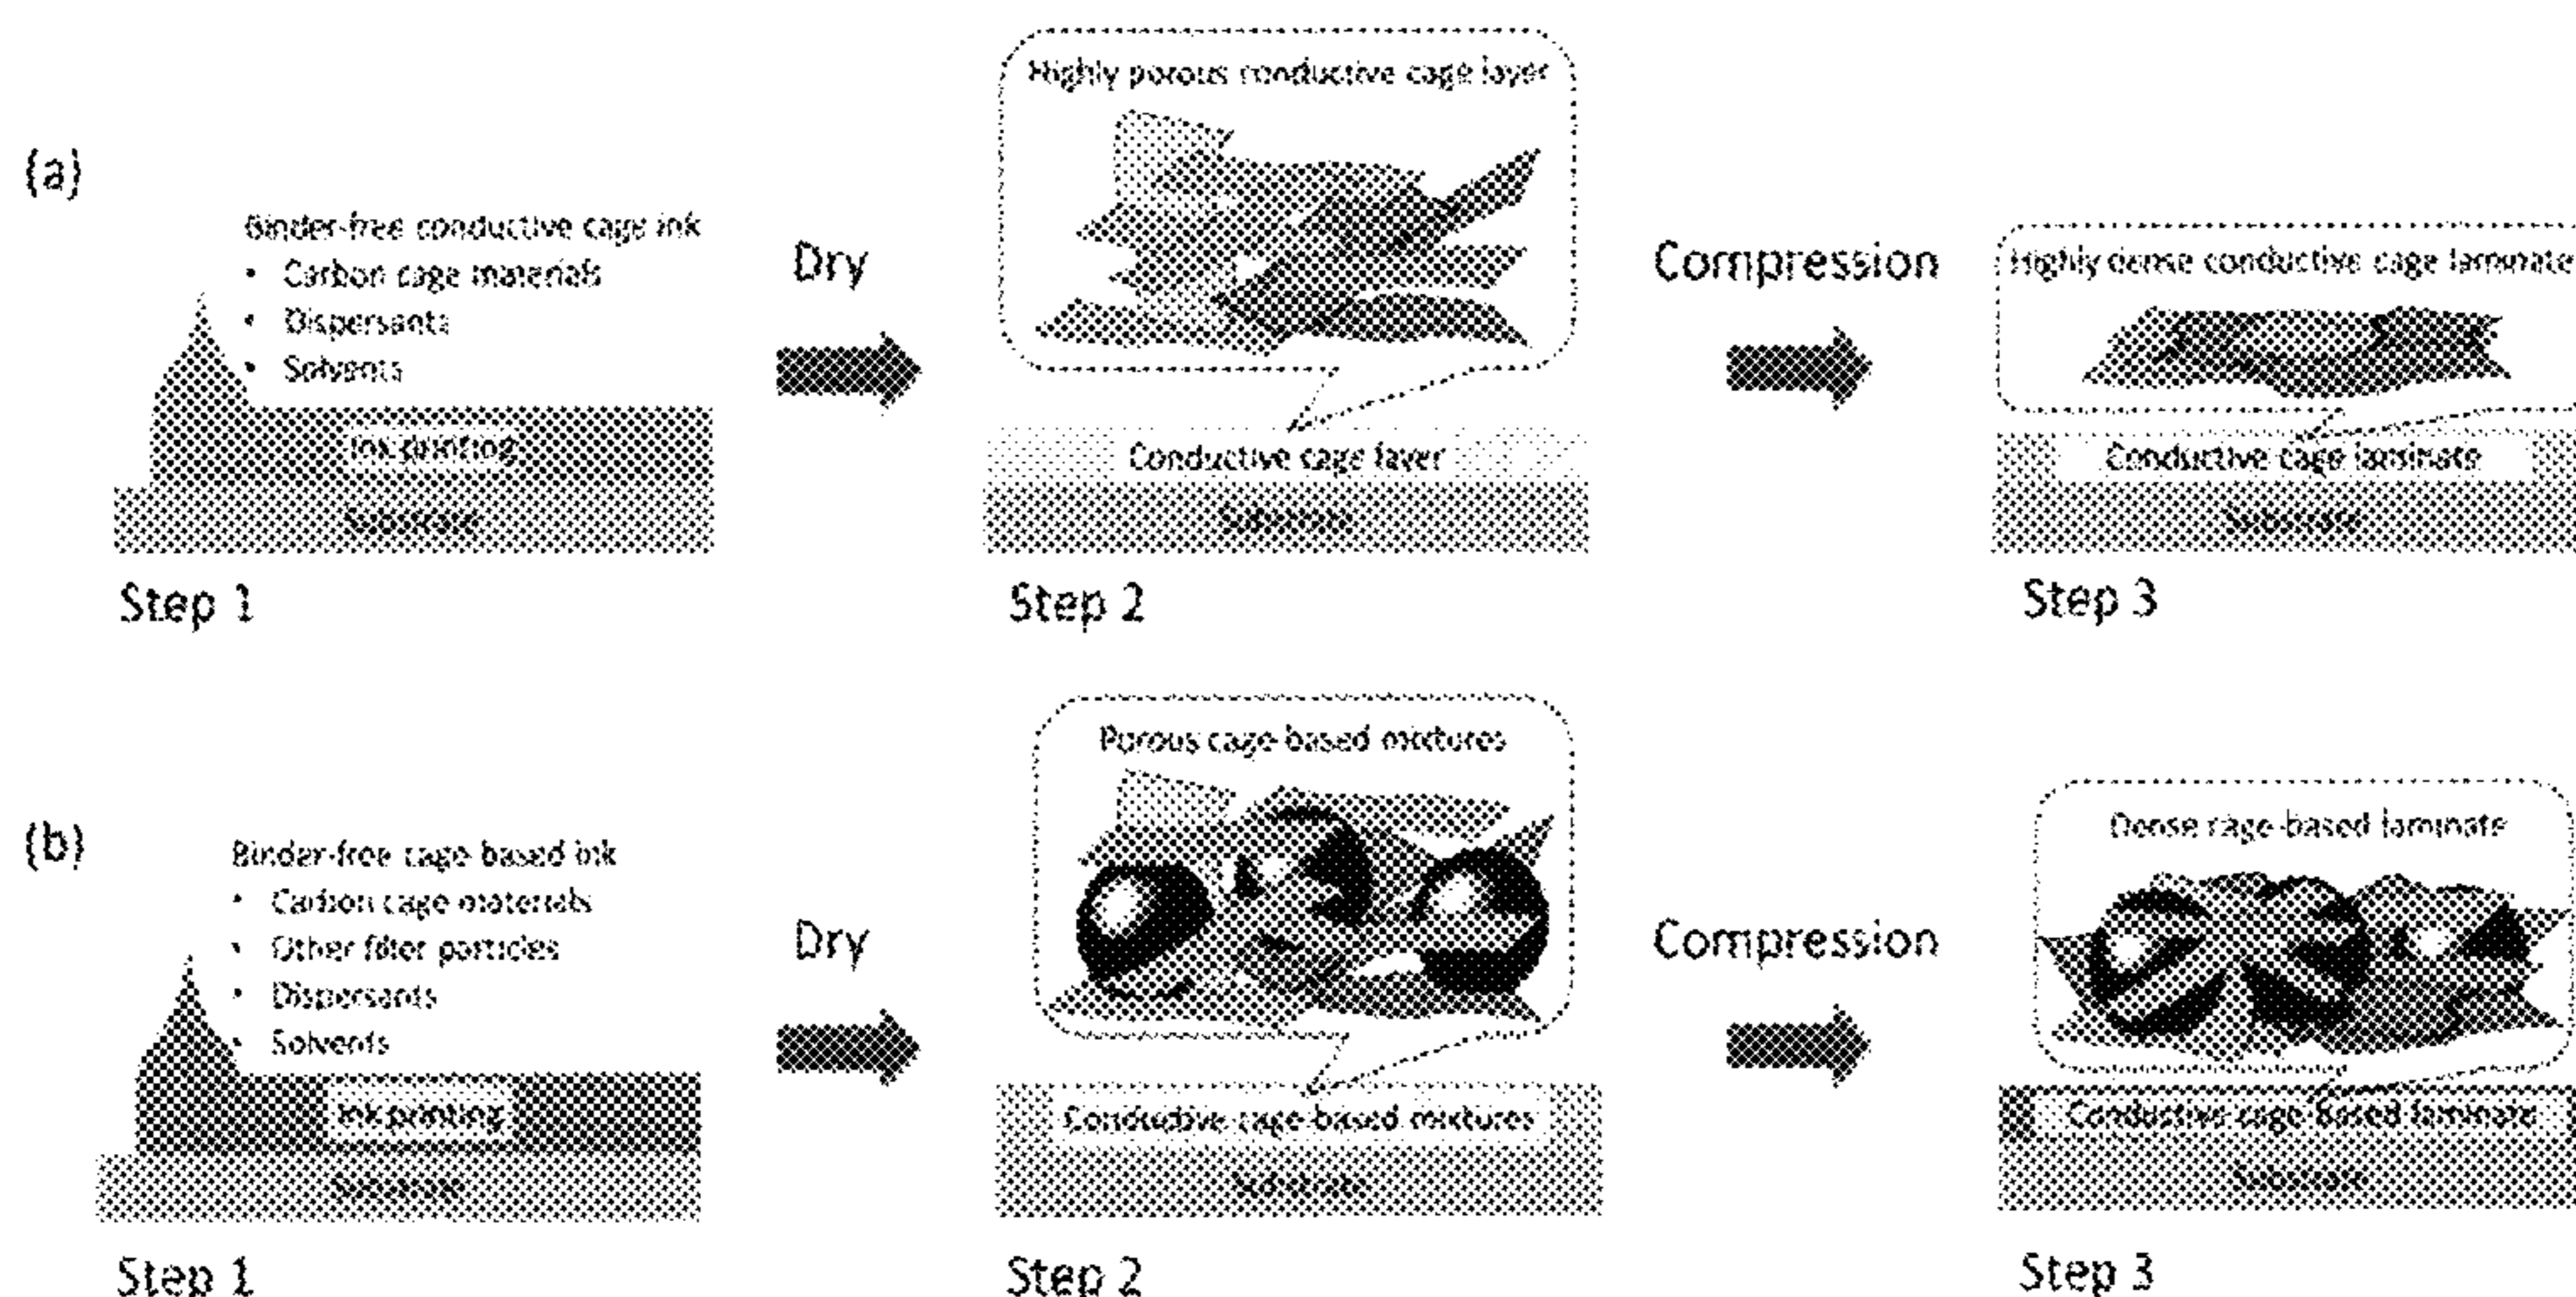 (a)
Binder-free conductive cage ink
• Carbon cage materials
• Dispersants
• Solvents
Ink printing
Substrate
Step 1
Dry
Highly porous conductive cage layer
Conductive cage layer
Substrate
Step 2
Compression
Highly dense conductive cage laminate
Conductive cage laminate
Substrate
Step 3
(b)
Binder-free cage-based ink
• Carbon cage materials
• Other filler particles
• Dispersants
• Solvents
Ink printing
Substrate
Step 1
Dry
Porous cage-based mixtures
Conductive cage-based mixtures
Substrate
Step 2
Compression
Dense cage-based laminate
Conductive cage-based laminate
Substrate
Step 3